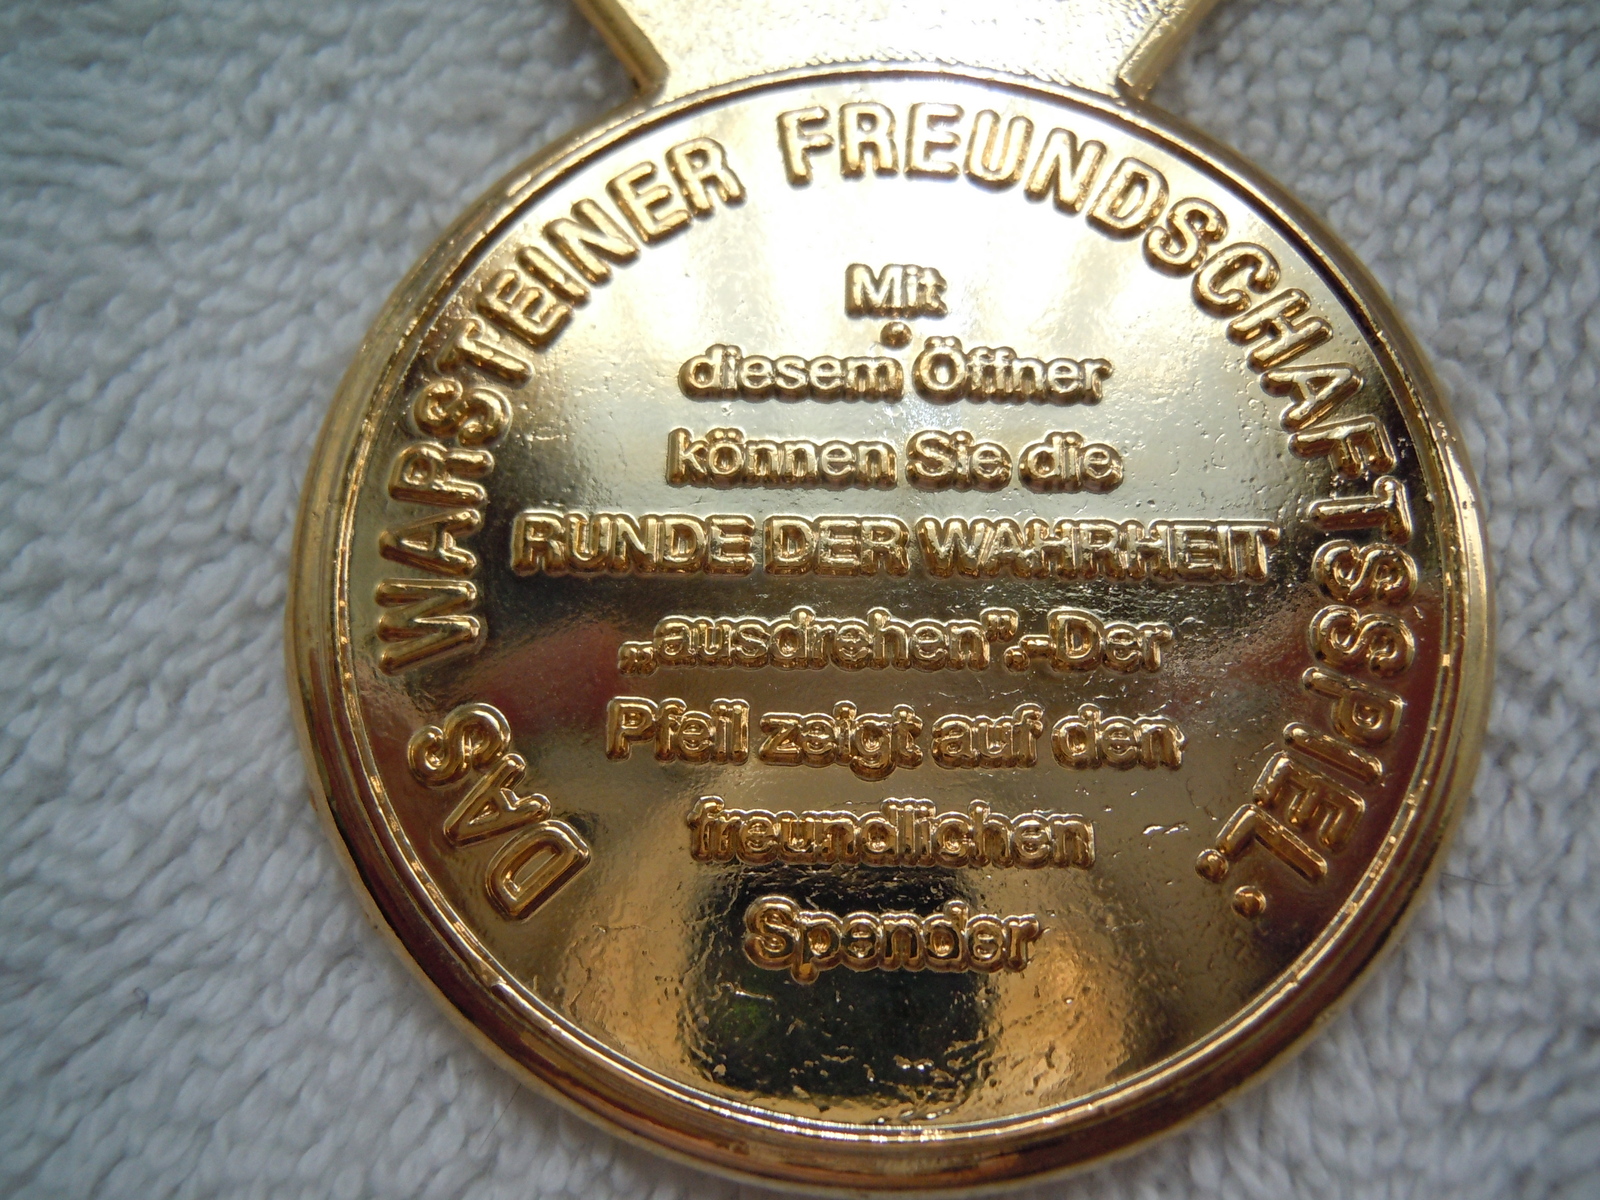 DAS WARSTEINER FREUNDSCHAFTSSPIEL:
Mit
diesem Öffner
können Sie die
RUNDE DER WAHRHEIT
„ausdrehen”.-Der
Pfeil zeigt auf den
freundlichen
Spender